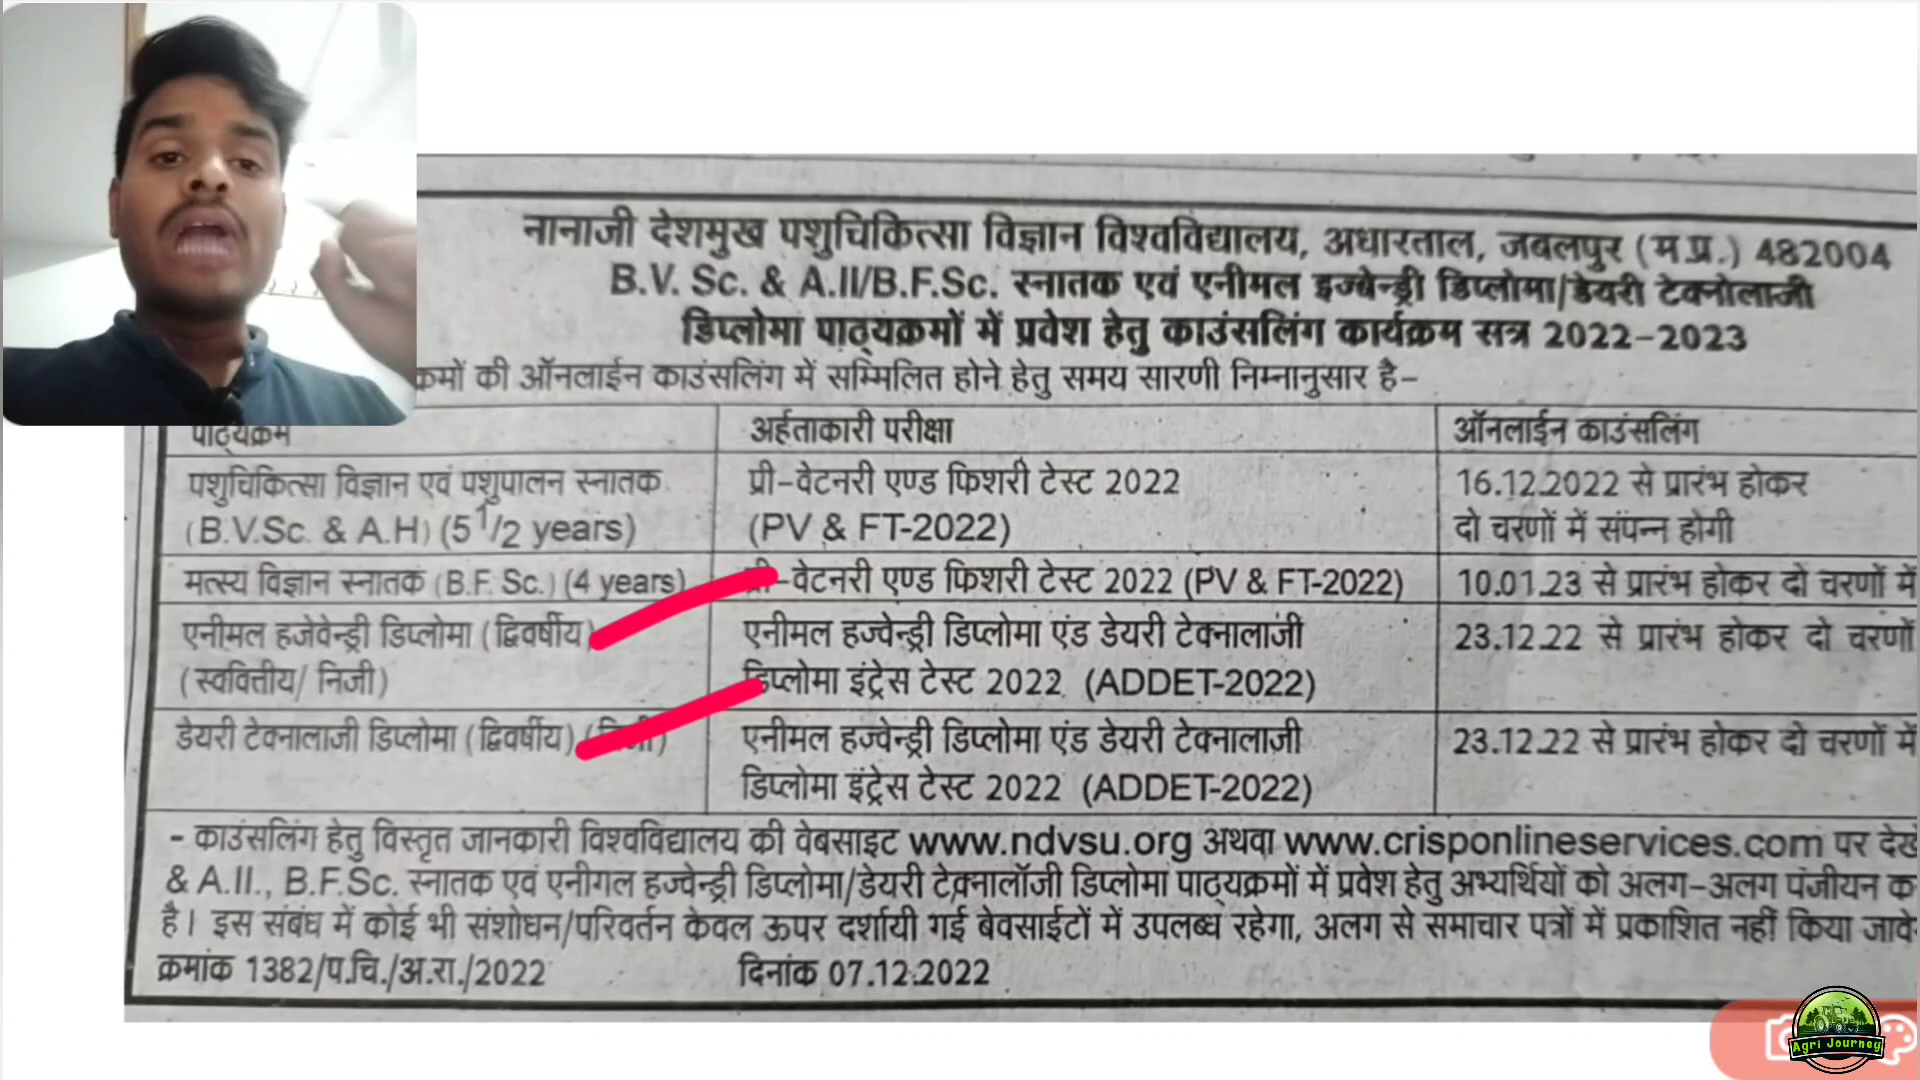 नानाजी देशमुख पशुचिकित्सा विज्ञान विश्वविद्यालय, अधारताल, जबलपुर (म.प्र.) 482004
B.V. Sc. & A.II/B.F.Sc. स्नातक एवं एनीमल हज्वेन्ड्री डिप्लोमा/डेयरी टेक्नोलाजी
डिप्लोमा पाठ्यक्रमों में प्रवेश हेतु काउंसलिंग कार्यक्रम सत्र 2022-2023
क्रमों की ऑनलाईन काउंसलिंग में सम्मिलित होने हेतु समय सारणी निम्नानुसार है-
पाठ्यक्रम अर्हताकारी परीक्षा ऑनलाईन काउंसलिंग
पशुचिकित्सा विज्ञान एवं पशुपालन स्नातक प्री-वेटनरी एण्ड फिशरी टेस्ट 2022 16.12.2022 से प्रारंभ होकर
(B.V.Sc. & A.H) (5 1/2 years) (PV & FT-2022) दो चरणों में संपन्न होगी
मत्स्य विज्ञान स्नातक (B.F. Sc.) (4 years) प्री-वेटनरी एण्ड फिशरी टेस्ट 2022 (PV & FT-2022) 10.01.23 से प्रारंभ होकर दो चरणों में
एनीमल हजेवेन्ड्री डिप्लोमा (द्विवर्षीय) एनीमल हज्वेन्ड्री डिप्लोमा एंड डेयरी टेक्नालाजी 23.12.22 से प्रारंभ होकर दो चरणों
(स्ववित्तीय/ निजी) डिप्लोमा इंट्रेस टेस्ट 2022 (ADDET-2022)
डेयरी टेक्नालाजी डिप्लोमा (द्विवर्षीय) (निजी) एनीमल हज्वेन्ड्री डिप्लोमा एंड डेयरी टेक्नालाजी 23.12.22 से प्रारंभ होकर दो चरणों में
डिप्लोमा इंट्रेस टेस्ट 2022 (ADDET-2022)
- काउंसलिंग हेतु विस्तृत जानकारी विश्वविद्यालय की वेबसाइट www.ndvsu.org अथवा www.crisponlineservices.com पर देख
& A.II., B.F.Sc. स्नातक एवं एनीगल हज्वेन्ड्री डिप्लोमा/डेयरी टेक्नालॉजी डिप्लोमा पाठ्यक्रमों में प्रवेश हेतु अभ्यर्थियों को अलग-अलग पंजीयन क
है। इस संबंध में कोई भी संशोधन/परिवर्तन केवल ऊपर दर्शायी गई बेवसाईटों में उपलब्ध रहेगा, अलग से समाचार पत्रों में प्रकाशित नहीं किया जावे
क्रमांक 1382/प.चि./अ.रा./2022 दिनांक 07.12.2022
Agri Journey